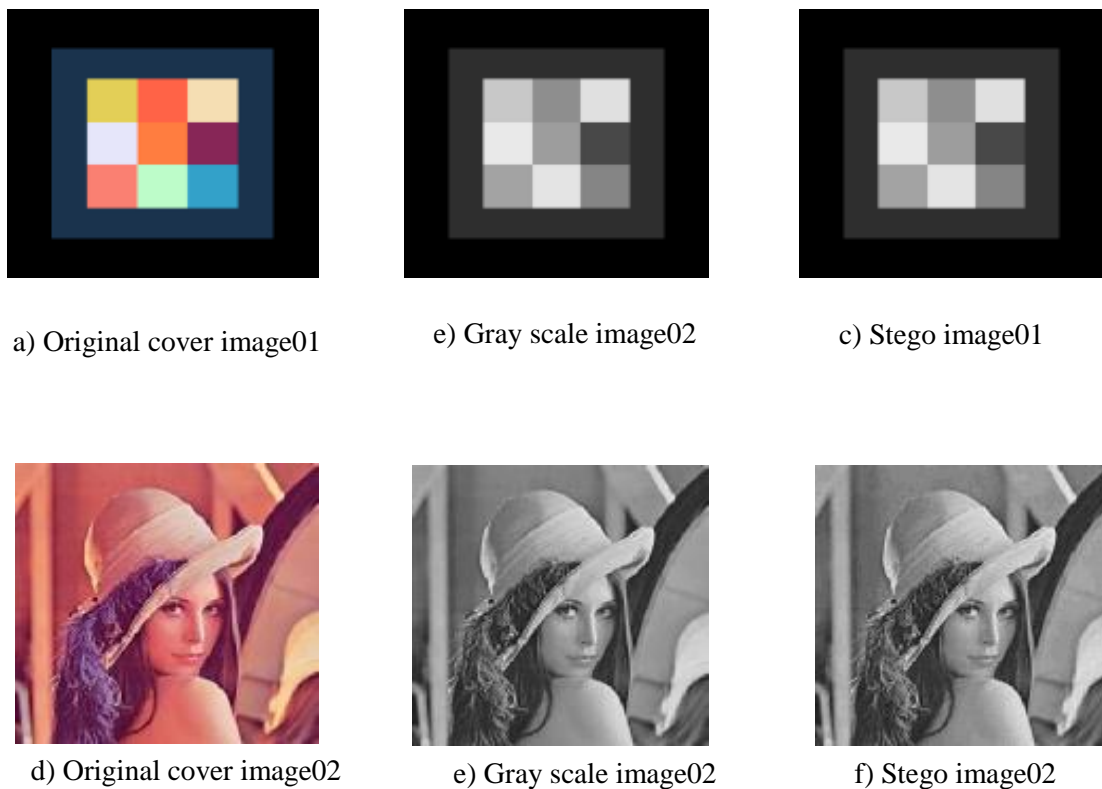 a) Original cover image01
e) Gray scale image02
c) Stego image01
d) Original cover image02
e) Gray scale image02
f) Stego image02